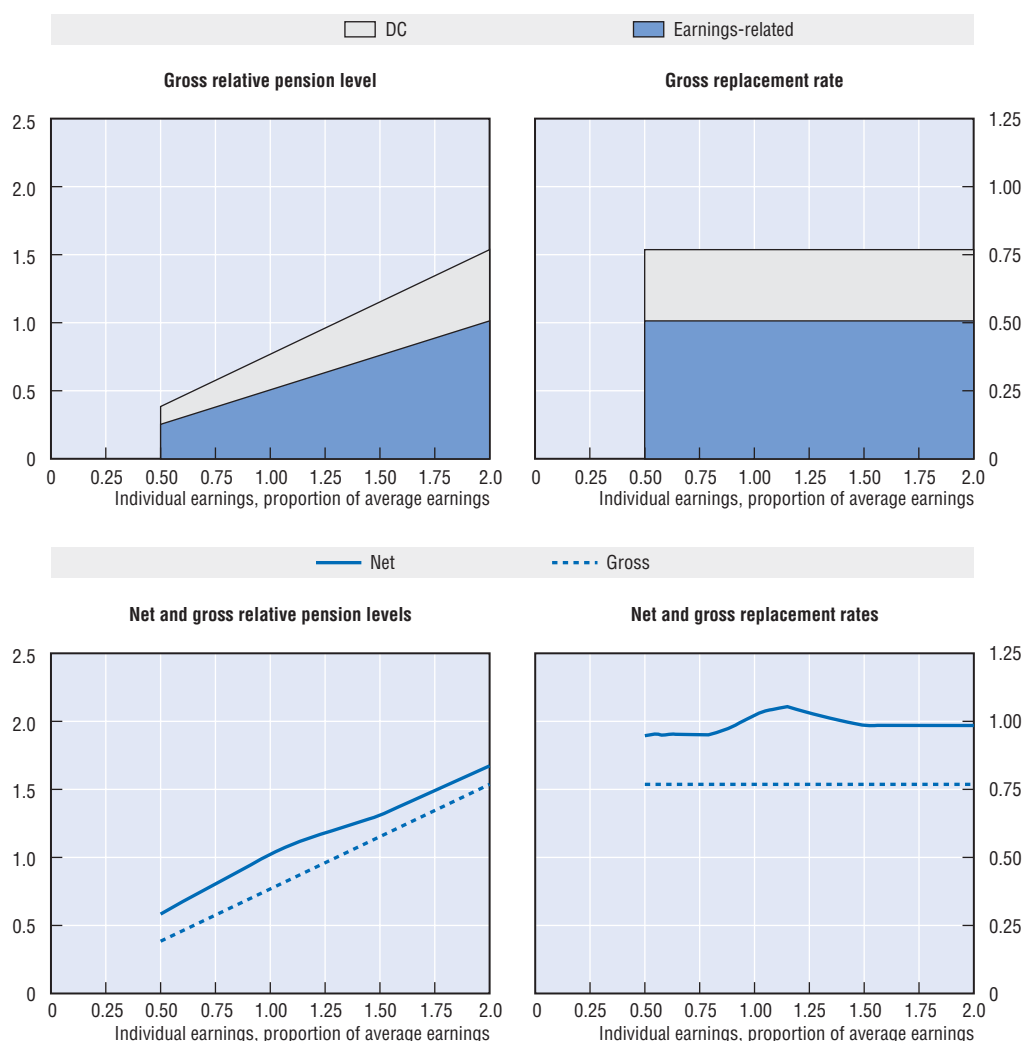 DC Earnings-related
Gross relative pension level
2.5
2.0
1.5
1.0
0.5
0
0 0.25 0.50 0.75 1.00 1.25 1.50 1.75 2.0
Individual earnings, proportion of average earnings
Gross replacement rate
1.25
1.00
0.75
0.50
0.25
0
0 0.25 0.50 0.75 1.00 1.25 1.50 1.75 2.0
Individual earnings, proportion of average earnings
Net Gross
Net and gross relative pension levels
2.5
2.0
1.5
1.0
0.5
0
0 0.25 0.50 0.75 1.00 1.25 1.50 1.75 2.0
Individual earnings, proportion of average earnings
Net and gross replacement rates
1.25
1.00
0.75
0.50
0.25
0
0 0.25 0.50 0.75 1.00 1.25 1.50 1.75 2.0
Individual earnings, proportion of average earnings